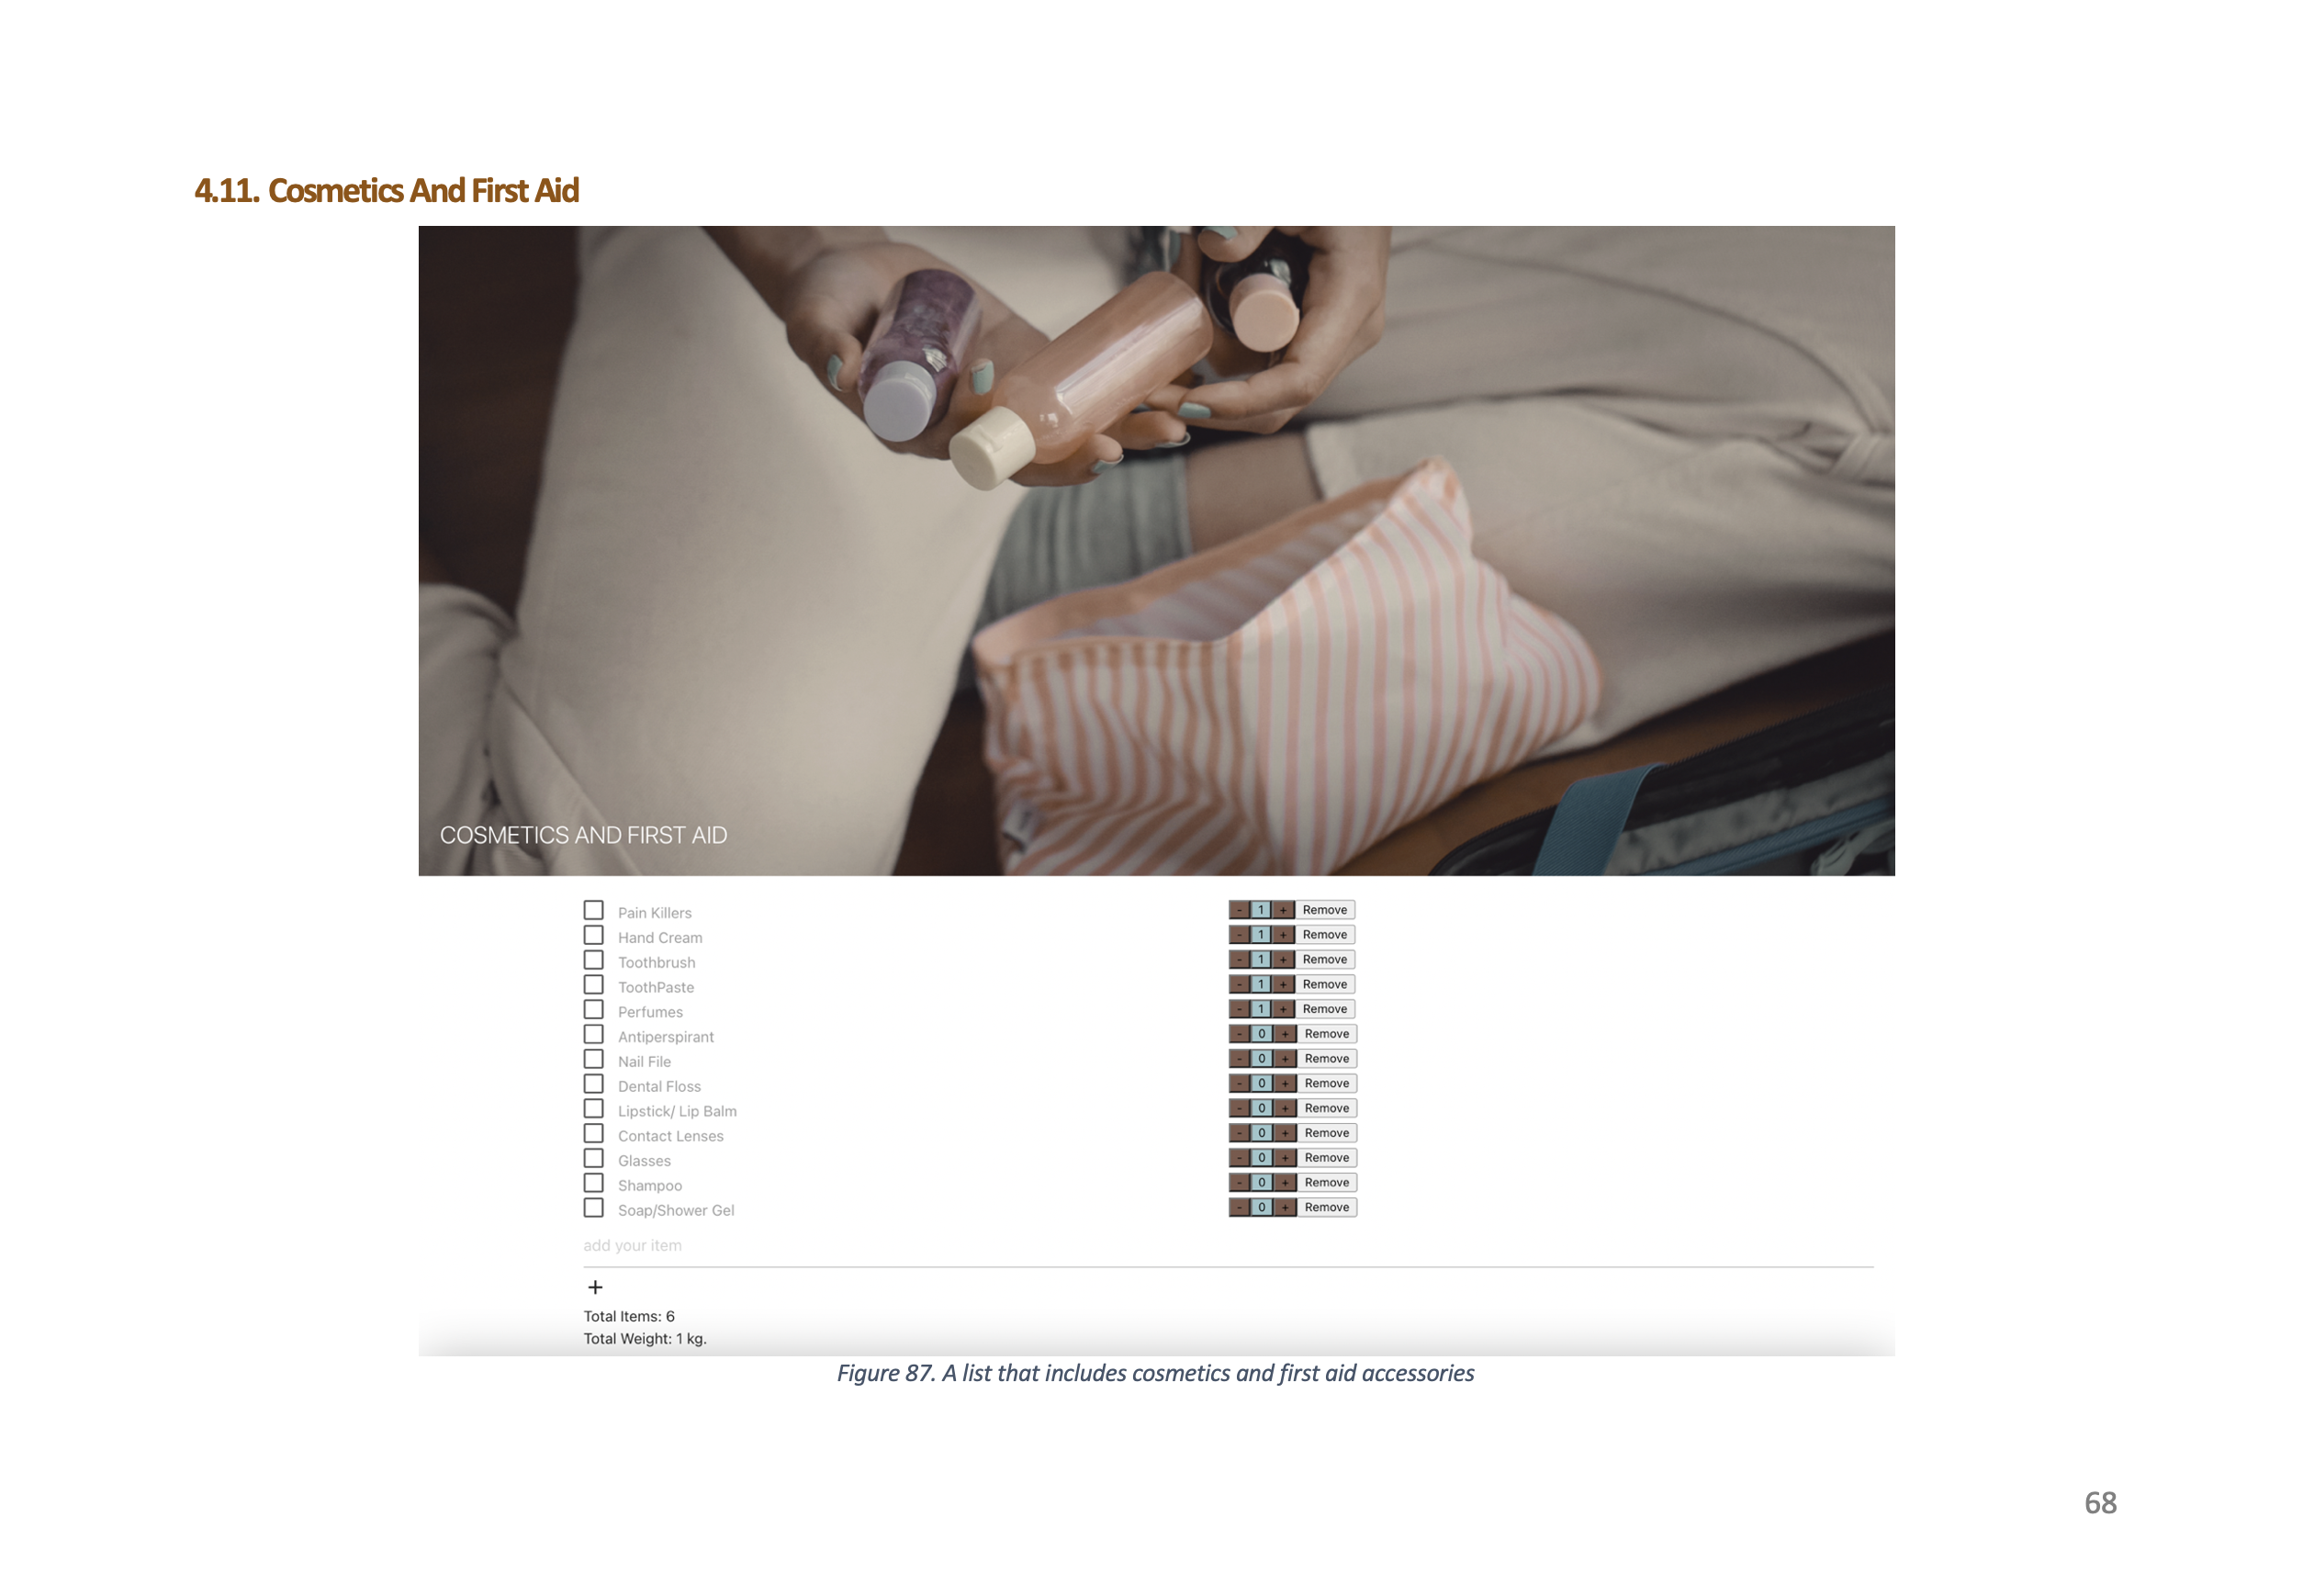 4.11. Cosmetics And First Aid
COSMETICS AND FIRST AID
Pain Killers - 1 + Remove
Hand Cream - 1 + Remove
Toothbrush - 1 + Remove
ToothPaste - 1 + Remove
Perfumes - 1 + Remove
Antiperspirant - 0 + Remove
Nail File - 0 + Remove
Dental Floss - 0 + Remove
Lipstick/ Lip Balm - 0 + Remove
Contact Lenses - 0 + Remove
Glasses - 0 + Remove
Shampoo - 0 + Remove
Soap/Shower Gel - 0 + Remove
add your item
+
Total Items: 6
Total Weight: 1 kg.
Figure 87. A list that includes cosmetics and first aid accessories
68